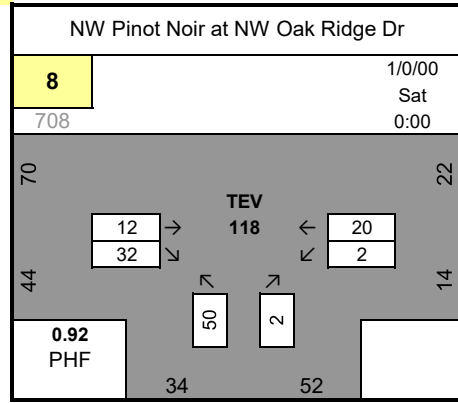 NW Pinot Noir at NW Oak Ridge Dr
8
1/0/00
Sat
708
0:00
70
22
TEV
12 → 118 ← 20
32 ↘ ↙ 2
44
14
↖ ↗
50 2
0.92
PHF
34 52